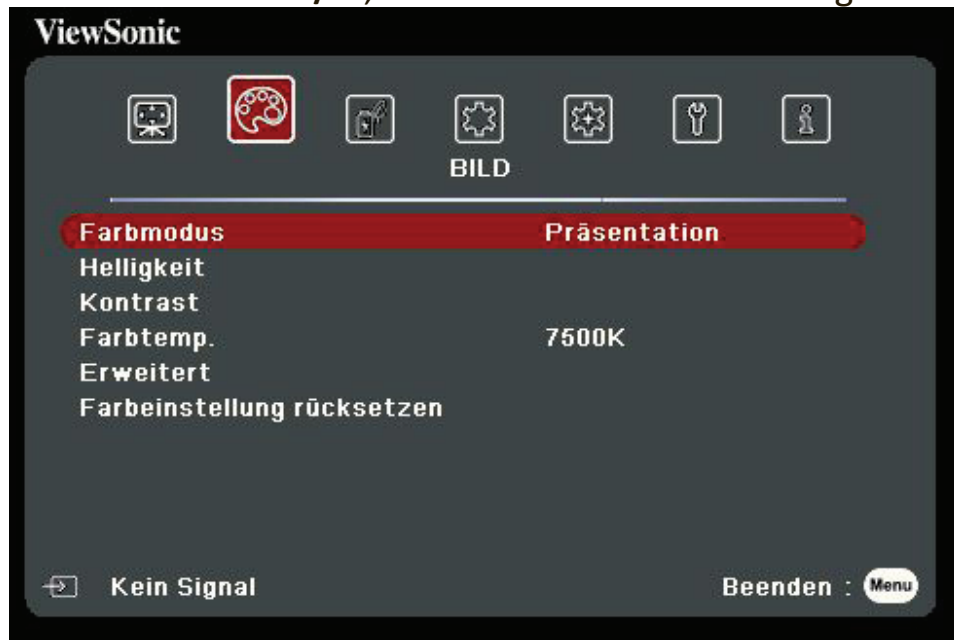 ViewSonic
BILD
Farbmodus Präsentation
Helligkeit
Kontrast
Farbtemp. 7500K
Erweitert
Farbeinstellung rücksetzen
Kein Signal Beenden : Menu